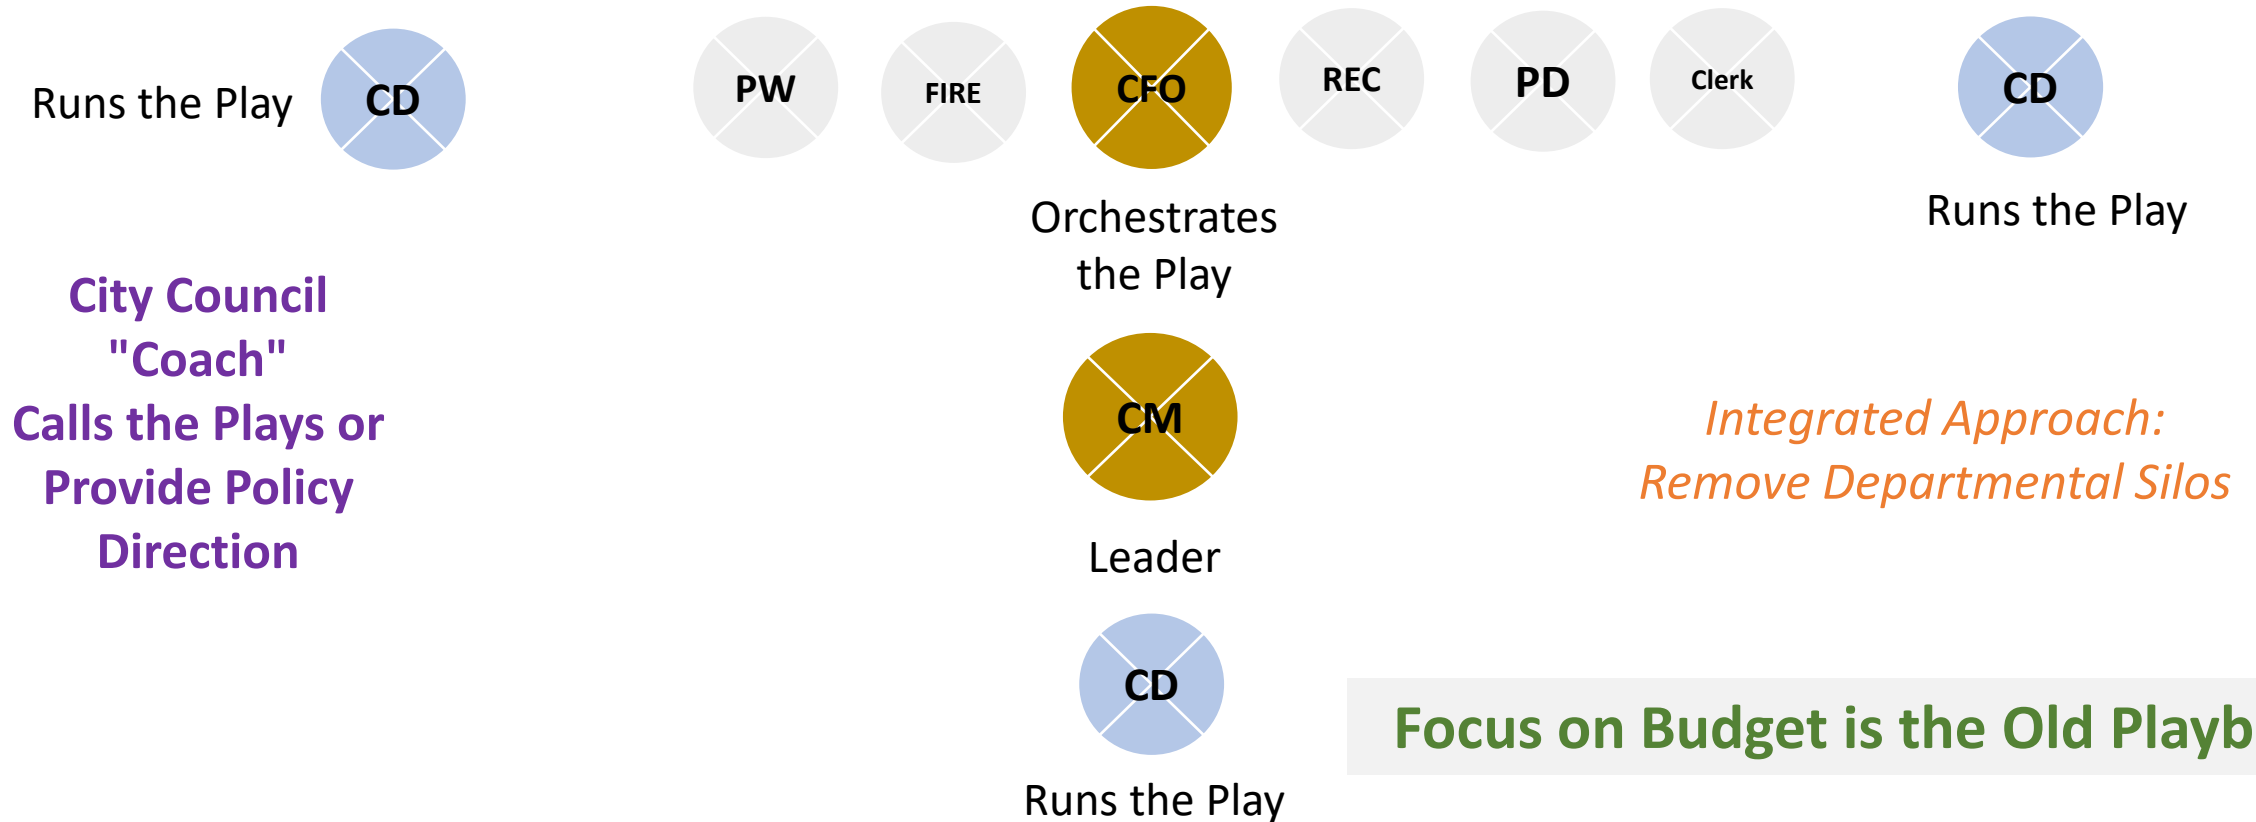 Runs the Play
CD
PW
FIRE
CFO
REC
PD
Clerk
CD
Orchestrates
the Play
Runs the Play
City Council
"Coach"
Calls the Plays or
Provide Policy
Direction
CM
Leader
Integrated Approach:
Remove Departmental Silos
CD
Runs the Play
Focus on Budget is the Old Playb